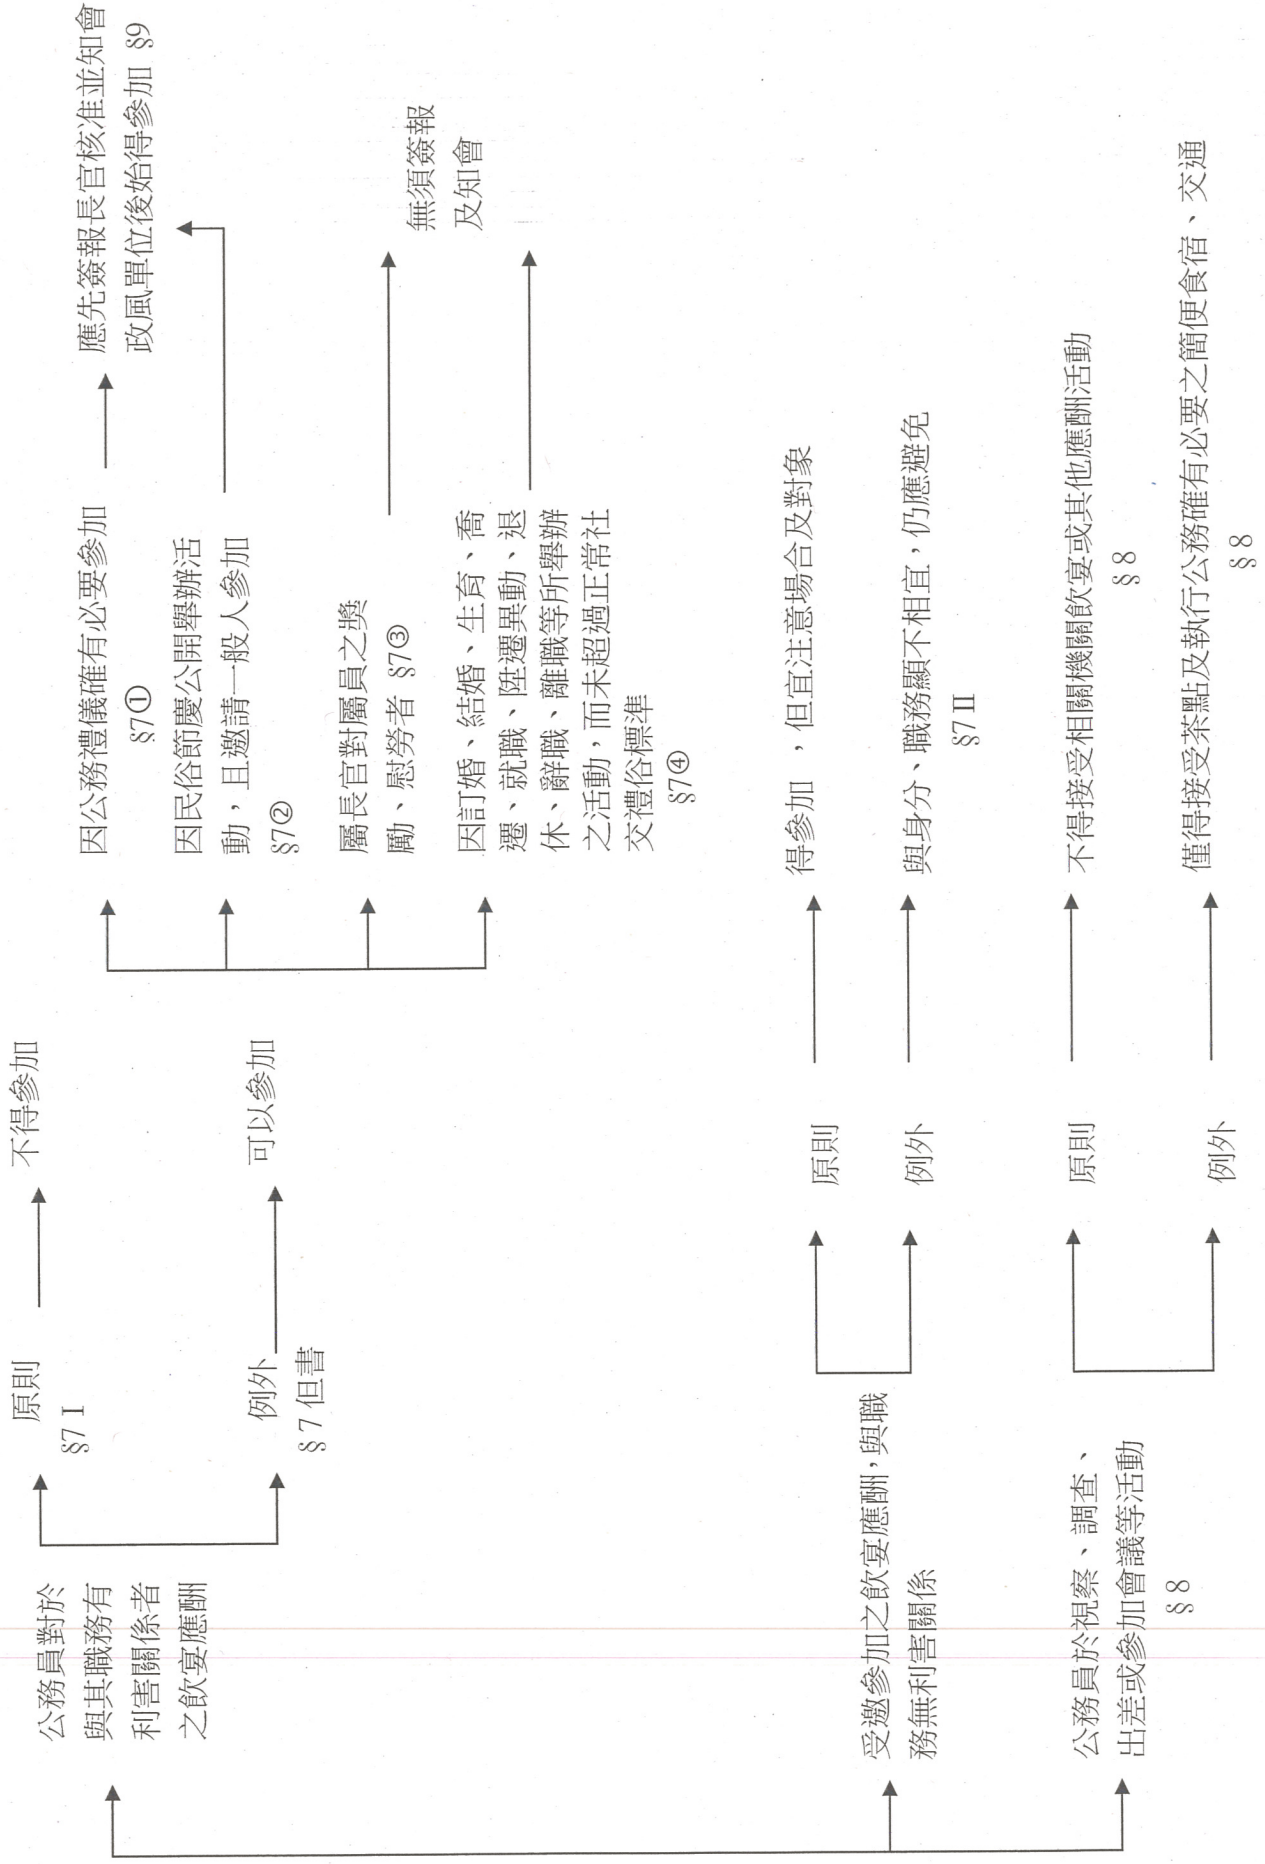 公務員對於
與其職務有
利害關係者
之飲宴應酬
原則
§7 I
不得參加
例外
§ 7 但書
可以參加
因公務禮儀確有必要參加
§7①
應先簽報長官核准並知會
政風單位後始得參加 §9
因民俗節慶公開舉辦活
動，且邀請一般人參加
§7②
屬長官對屬員之獎
勵、慰勞者 §7③
因訂婚、結婚、生育、喬
遷、就職、陞遷異動、退
休、辭職、離職等所舉辦
之活動，而未超過正常社
交禮俗標準
§7④
無須簽報
及知會
受邀參加之飲宴應酬，與職
務無利害關係
原則
得參加 ，但宜注意場合及對象
例外
與身分、職務顯不相宜，仍應避免
§7 II
公務員於視察、調查、
出差或參加會議等活動
§ 8
原則
不得接受相關機關飲宴或其他應酬活動
§ 8
例外
僅得接受茶點及執行公務確有必要之簡便食宿、交通
§ 8